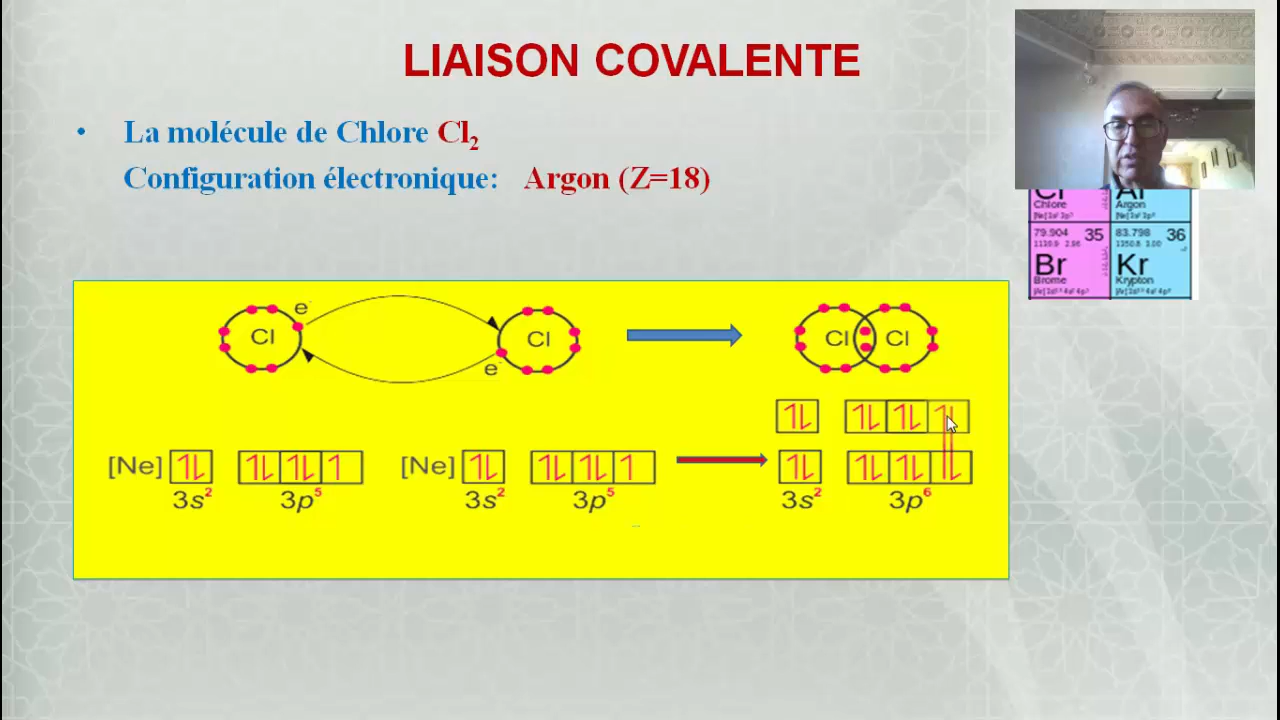 LIAISON COVALENTE
• La molécule de Chlore Cl2
Configuration électronique: Argon (Z=18)
Chlore Argon
79.904 35 83.798 36
Br Kr
Brome Krypton
Cl e- Cl e- Cl Cl
[Ne] [Ne]
3s2 3p5 3s2 3p5 3s2 3p6